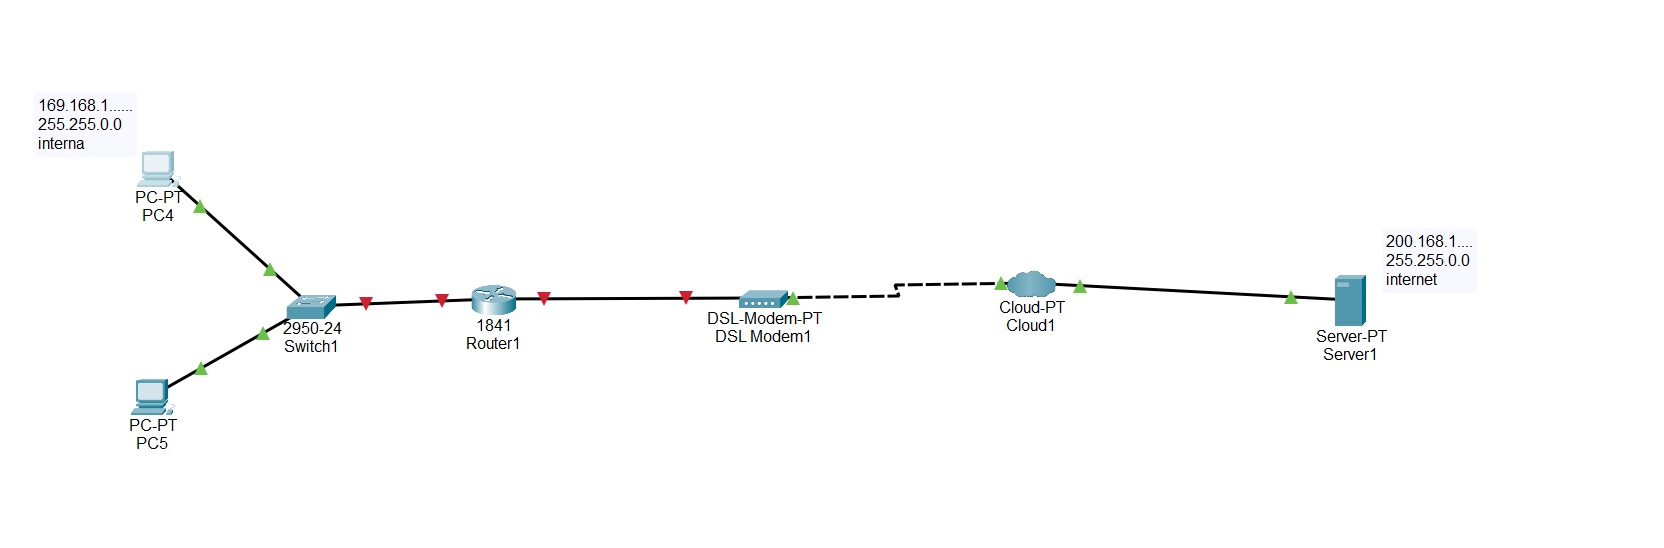 169.168.1......
255.255.0.0
interna
PC-PT
PC4
2950-24
Switch1
PC-PT
PC5
1841
Router1
DSL-Modem-PT
DSL Modem1
Cloud-PT
Cloud1
200.168.1....
255.255.0.0
internet
Server-PT
Server1